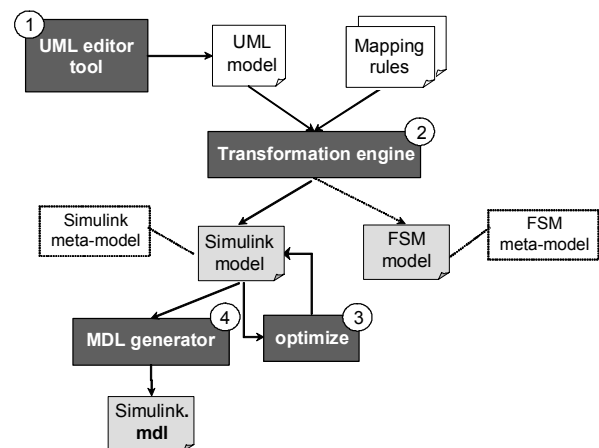 1
UML editor
tool
UML
model
Mapping
rules
2
Transformation engine
Simulink
meta-model
Simulink
model
FSM
model
FSM
meta-model
4
MDL generator
3
optimize
Simulink.
mdl